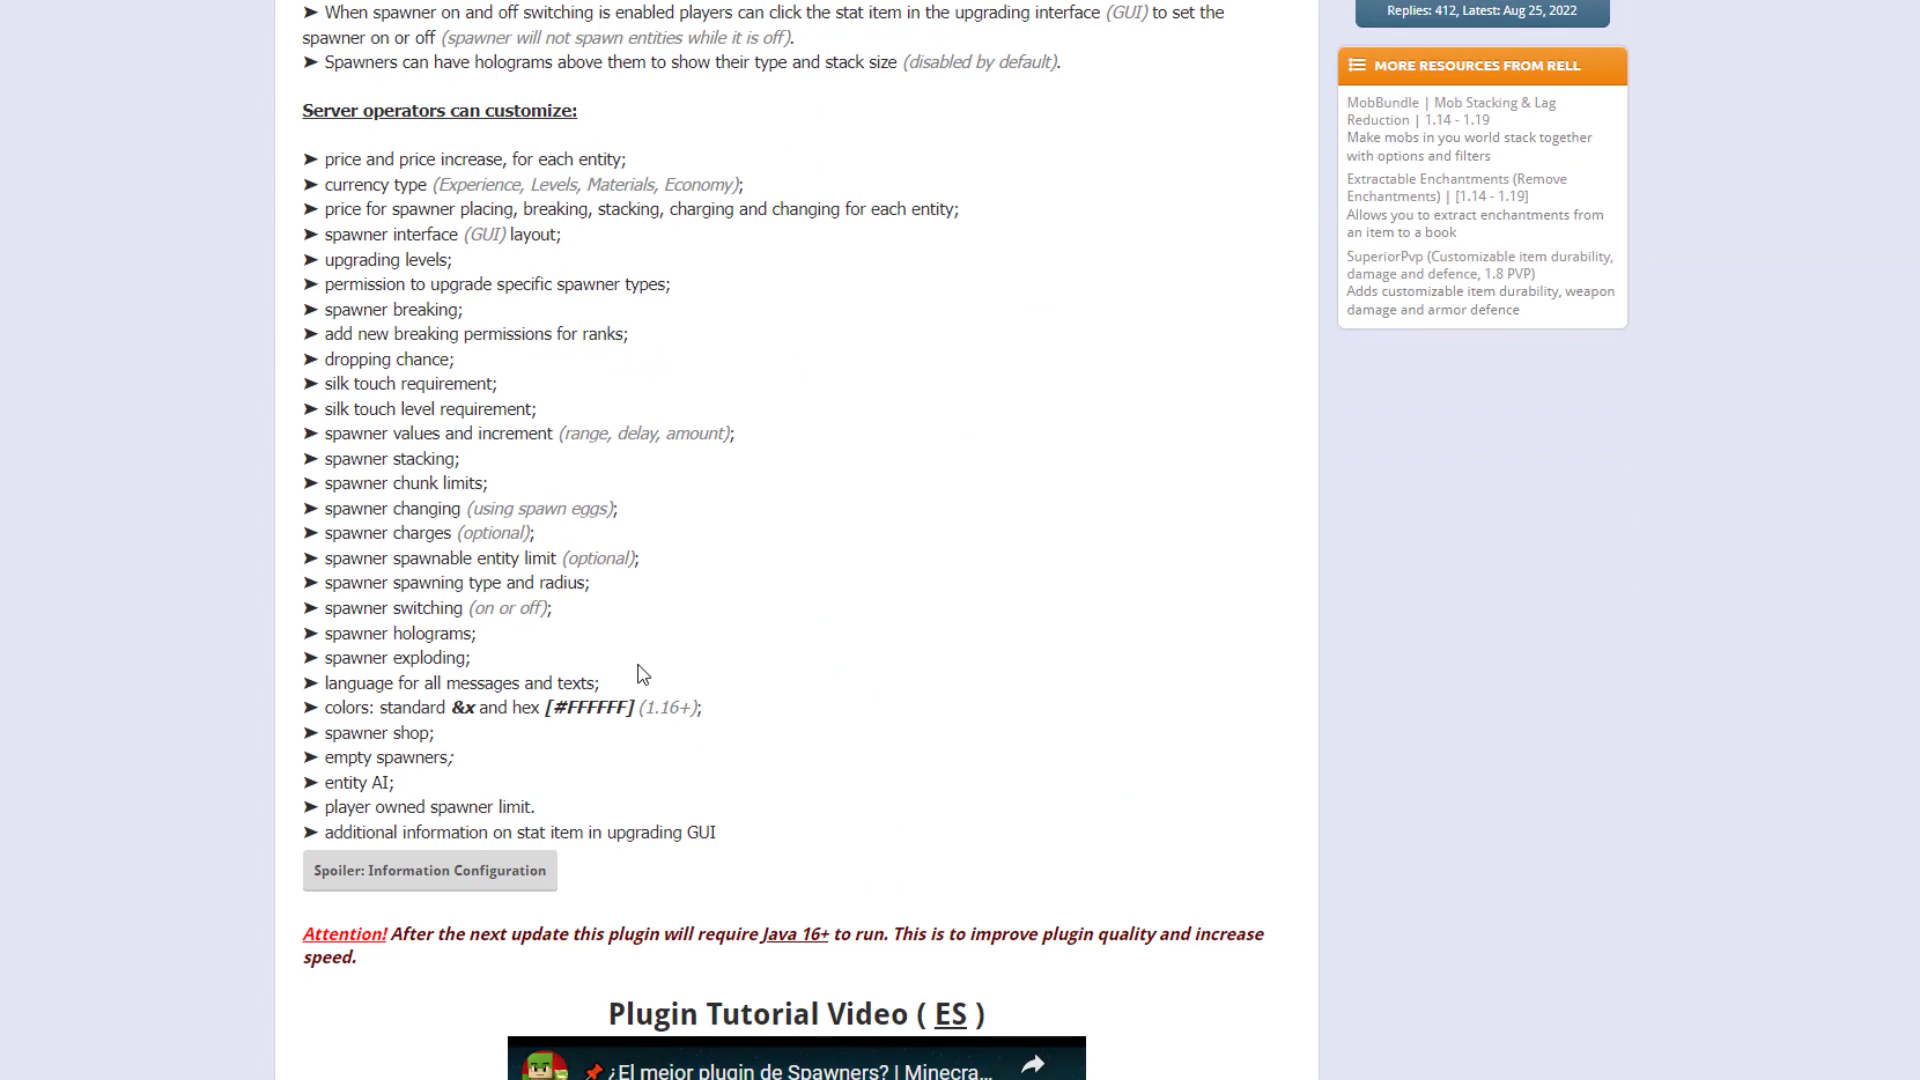 ➤ When spawner on and off switching is enabled players can click the stat item in the upgrading interface (GUI) to set the
spawner on or off (spawner will not spawn entities while it is off).
➤ Spawners can have holograms above them to show their type and stack size (disabled by default).
Server operators can customize:
➤ price and price increase, for each entity;
➤ currency type (Experience, Levels, Materials, Economy);
➤ price for spawner placing, breaking, stacking, charging and changing for each entity;
➤ spawner interface (GUI) layout;
➤ upgrading levels;
➤ permission to upgrade specific spawner types;
➤ spawner breaking;
➤ add new breaking permissions for ranks;
➤ dropping chance;
➤ silk touch requirement;
➤ silk touch level requirement;
➤ spawner values and increment (range, delay, amount);
➤ spawner stacking;
➤ spawner chunk limits;
➤ spawner changing (using spawn eggs);
➤ spawner charges (optional);
➤ spawner spawnable entity limit (optional);
➤ spawner spawning type and radius;
➤ spawner switching (on or off);
➤ spawner holograms;
➤ spawner exploding;
➤ language for all messages and texts;
➤ colors: standard &x and hex [#FFFFFF] (1.16+);
➤ spawner shop;
➤ empty spawners;
➤ entity AI;
➤ player owned spawner limit.
➤ additional information on stat item in upgrading GUI
Spoiler: Information Configuration
Attention! After the next update this plugin will require Java 16+ to run. This is to improve plugin quality and increase
speed.
Plugin Tutorial Video ( ES )
¿El mejor plugin de Spawners? | Minecra...
Replies: 412, Latest: Aug 25, 2022
MORE RESOURCES FROM RELL
MobBundle | Mob Stacking & Lag
Reduction | 1.14 - 1.19
Make mobs in you world stack together
with options and filters
Extractable Enchantments (Remove
Enchantments) | [1.14 - 1.19]
Allows you to extract enchantments from
an item to a book
SuperiorPvp (Customizable item durability,
damage and defence, 1.8 PVP)
Adds customizable item durability, weapon
damage and armor defence